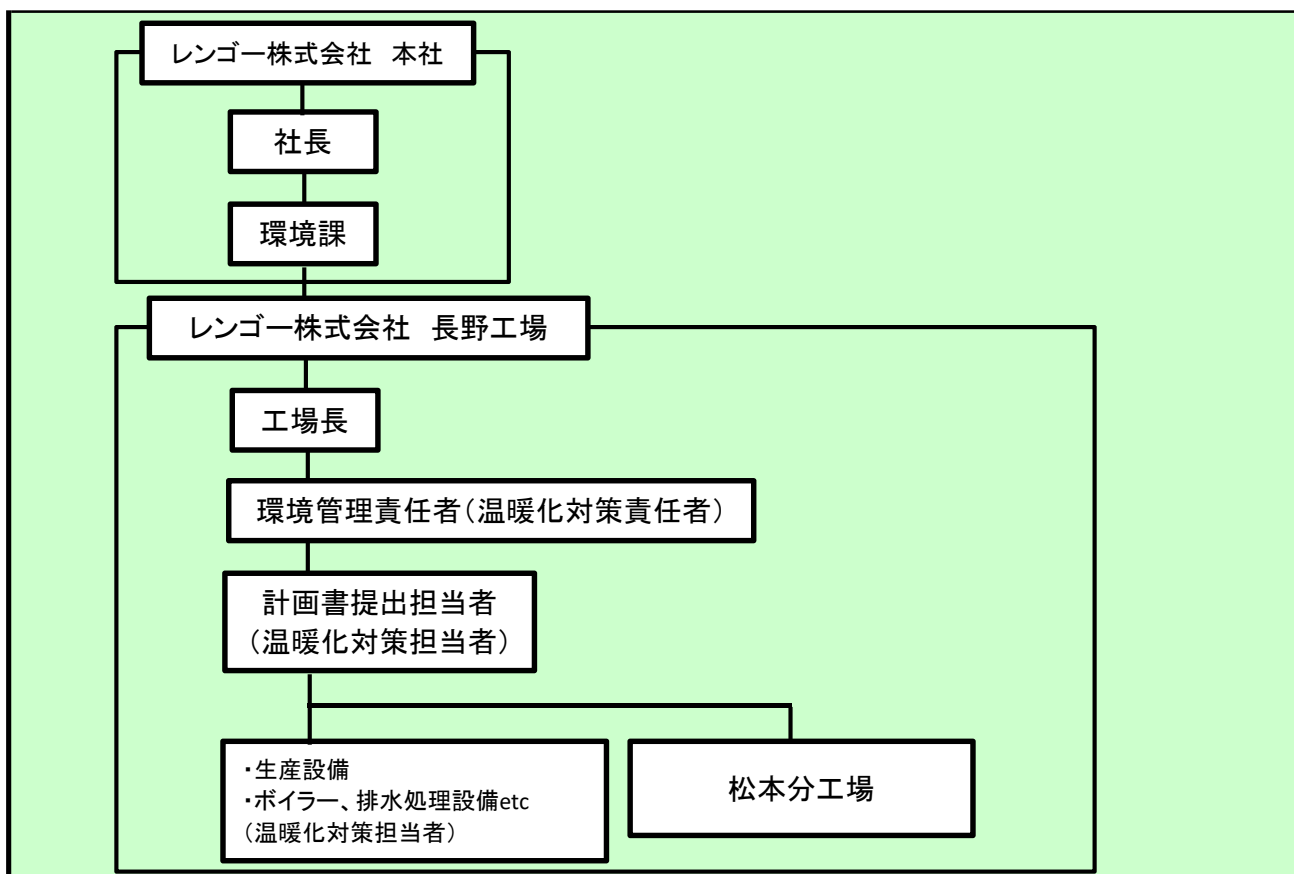 レンゴー株式会社　本社
社長
環境課
レンゴー株式会社　長野工場
工場長
環境管理責任者（温暖化対策責任者）
計画書提出担当者
（温暖化対策担当者）
・生産設備
・ボイラー、排水処理設備etc
（温暖化対策担当者）
松本分工場